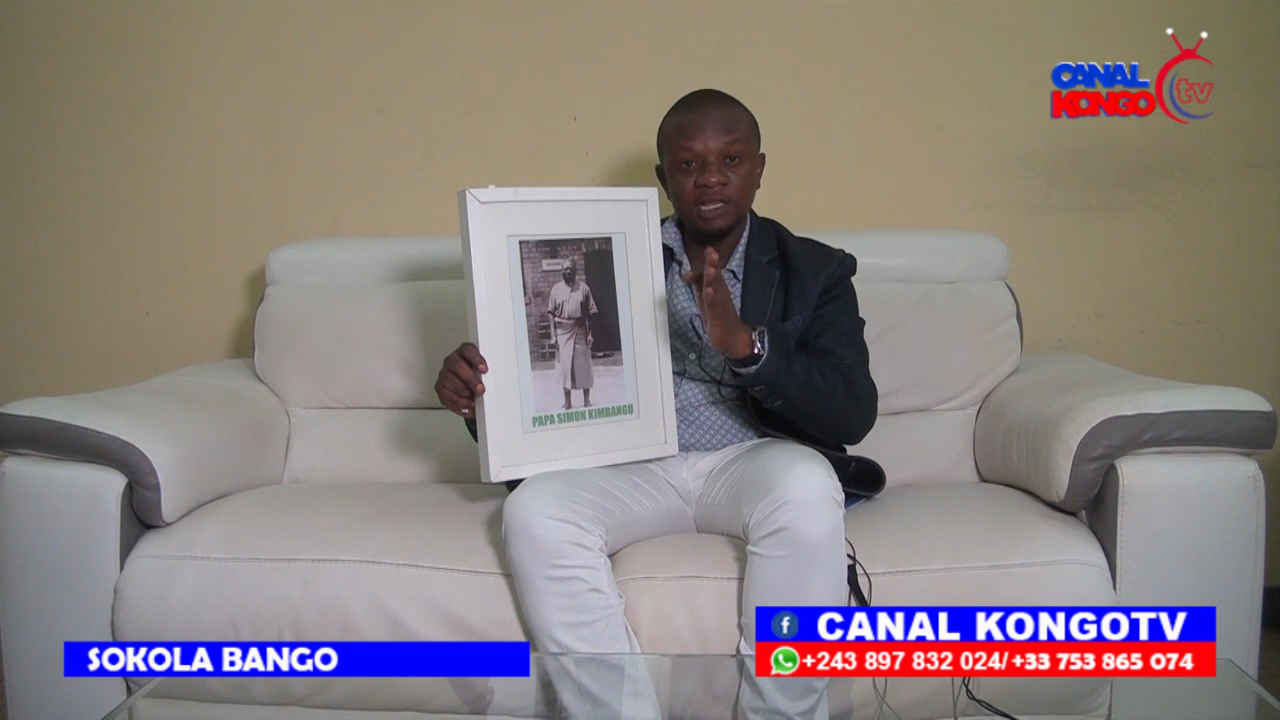 CANAL
KONGO tv
PAPA SIMON KIMBANGU
SOKOLA BANGO
CANAL KONGOTV
+243 897 832 024/ +33 753 865 074